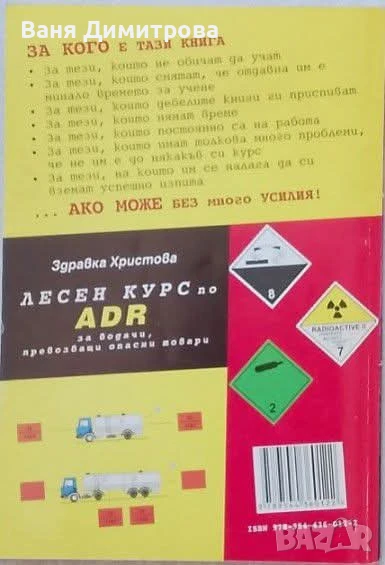 Ваня Димитрова
ЗА КОГО Е ТАЗИ КНИГА
• За тези, които не обичат да учат
• За тези, които смятат, че отдавна им е
минало времето за учене
• За тези, които дебелите книги ги приспиват
• За тези, които нямат време
• За тези, които постоянно са на работа
• За тези, които имат толкова много проблеми,
че не им е до някакъв си курс
• За тези, на които им се налага да си
вземат успешно изпита
... АКО МОЖЕ БЕЗ МНОГО УСИЛИЯ!
Здравка Христова
ЛЕСЕН КУРС по
ADR
за водачи,
превозващи опасни товари
8
RADIOACTIVE II
7
2
bazar